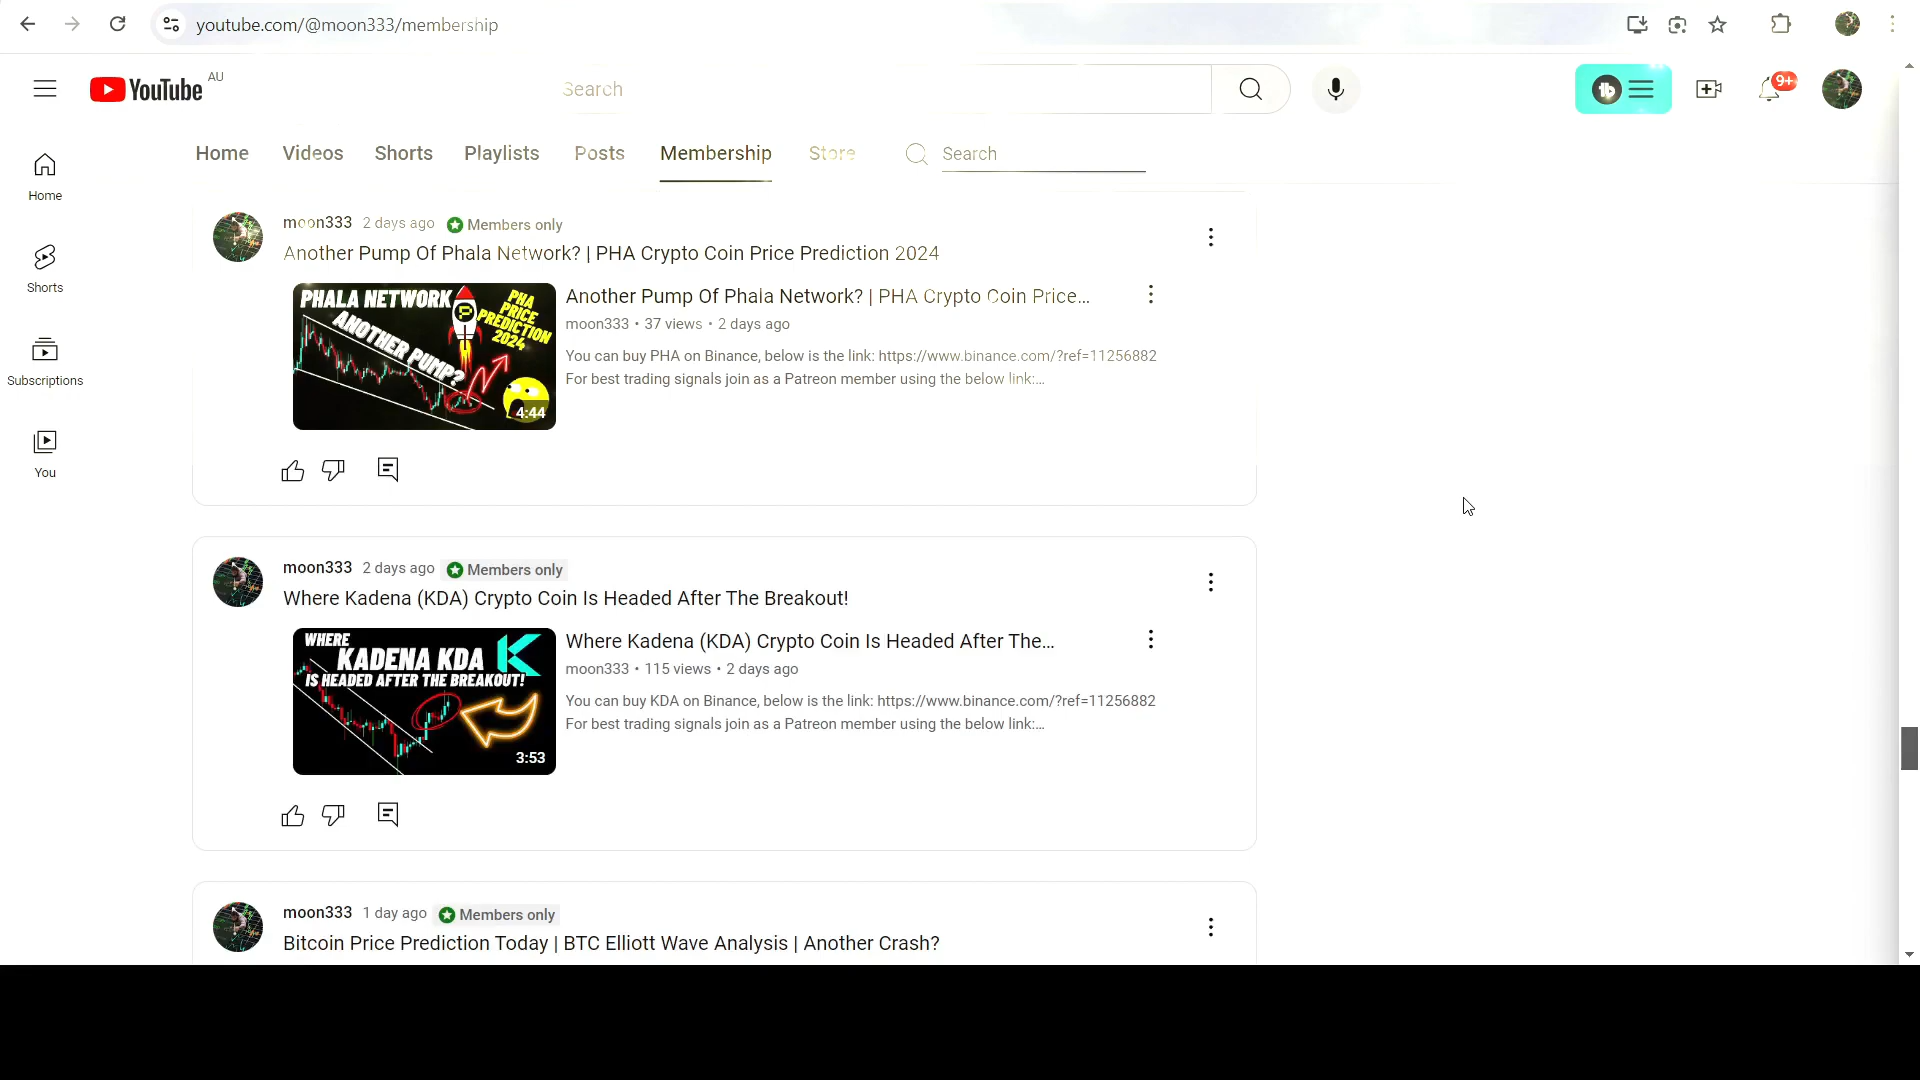 youtube.com/@moon333/membership
YouTube AU
Search
9+
Home
Videos
Shorts
Playlists
Posts
Membership
Store
Search
Home
Shorts
Subscriptions
You
moon333 2 days ago Members only
Another Pump Of Phala Network? | PHA Crypto Coin Price Prediction 2024
PHALA NETWORK
ANOTHER PUMP?
PHA
PRICE
PREDICTION
2024
4:44
Another Pump Of Phala Network? | PHA Crypto Coin Price...
moon333 • 37 views • 2 days ago
You can buy PHA on Binance, below is the link: https://www.binance.com/?ref=11256882
For best trading signals join as a Patreon member using the below link:...
moon333 2 days ago Members only
Where Kadena (KDA) Crypto Coin Is Headed After The Breakout!
WHERE
KADENA KDA
IS HEADED AFTER THE BREAKOUT!
3:53
Where Kadena (KDA) Crypto Coin Is Headed After The...
moon333 • 115 views • 2 days ago
You can buy KDA on Binance, below is the link: https://www.binance.com/?ref=11256882
For best trading signals join as a Patreon member using the below link:...
moon333 1 day ago Members only
Bitcoin Price Prediction Today | BTC Elliott Wave Analysis | Another Crash?